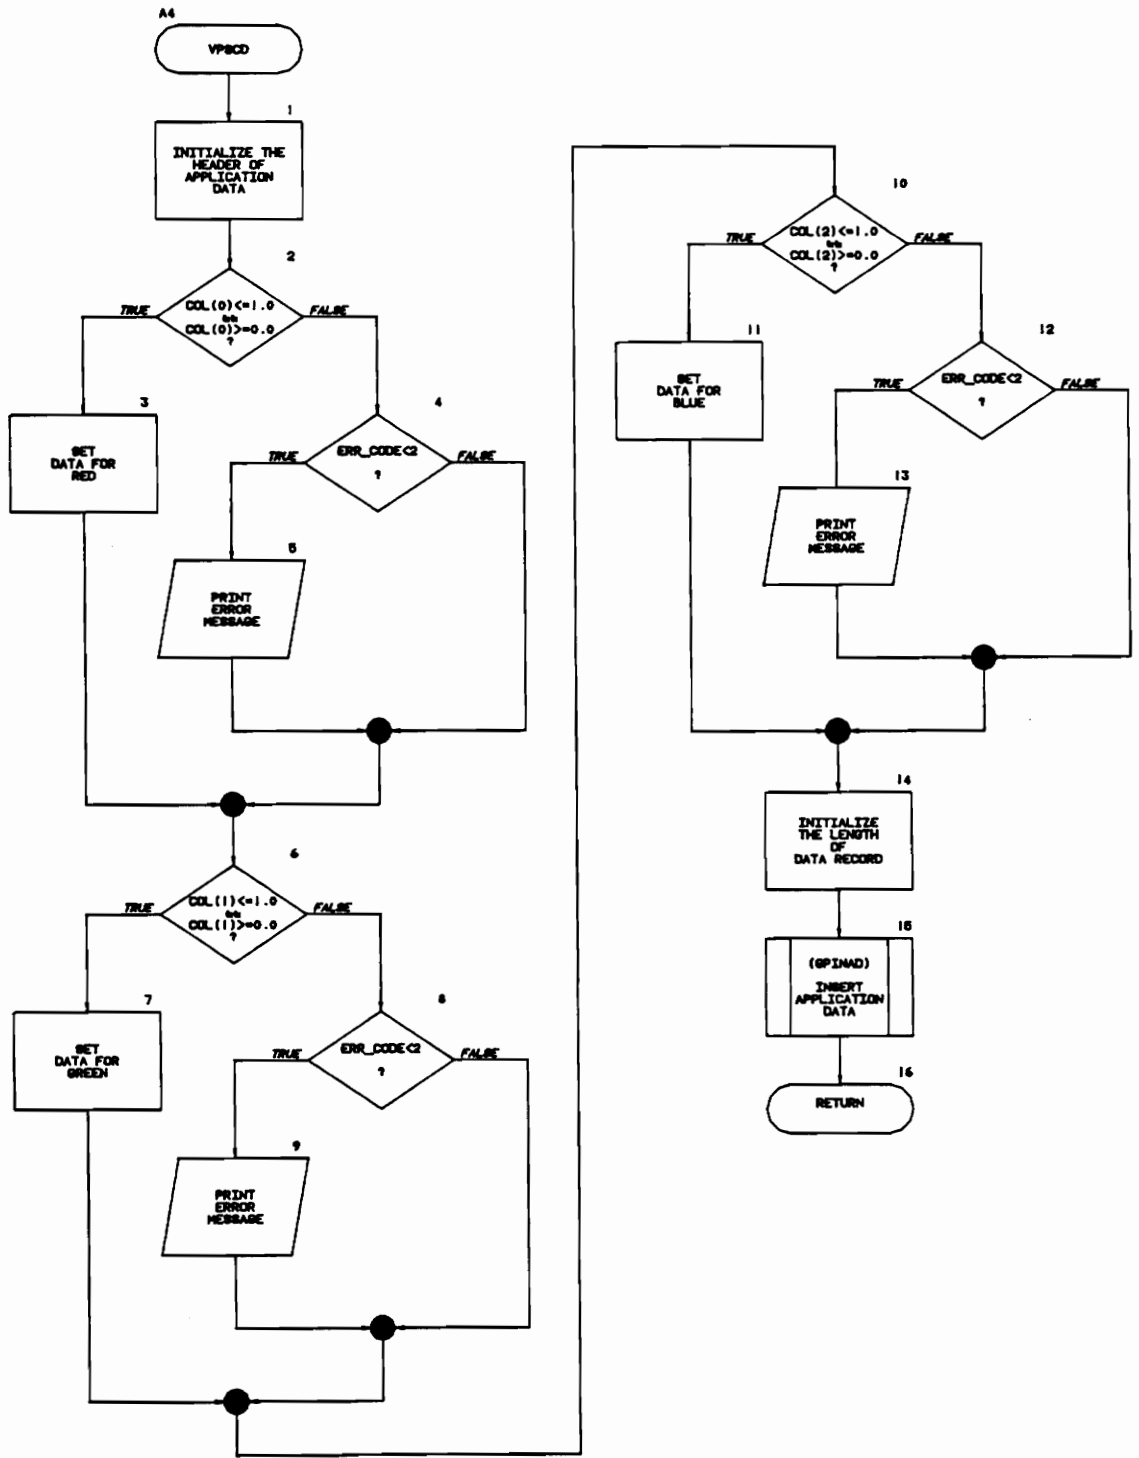 A4
VPSCD
1
INITIALIZE THE
HEADER OF
APPLICATION
DATA
2
COL(0)<=1.0
&&
COL(0)>=0.0
?
TRUE
FALSE
3
SET
DATA FOR
RED
4
ERR_CODE<2
?
TRUE
FALSE
5
PRINT
ERROR
MESSAGE
6
COL(1)<=1.0
&&
COL(1)>=0.0
?
TRUE
FALSE
7
SET
DATA FOR
GREEN
8
ERR_CODE<2
?
TRUE
FALSE
9
PRINT
ERROR
MESSAGE
10
COL(2)<=1.0
&&
COL(2)>=0.0
?
TRUE
FALSE
11
SET
DATA FOR
BLUE
12
ERR_CODE<2
?
TRUE
FALSE
13
PRINT
ERROR
MESSAGE
14
INITIALIZE
THE LENGTH
OF
DATA RECORD
15
(GPINAD)
INSERT
APPLICATION
DATA
16
RETURN